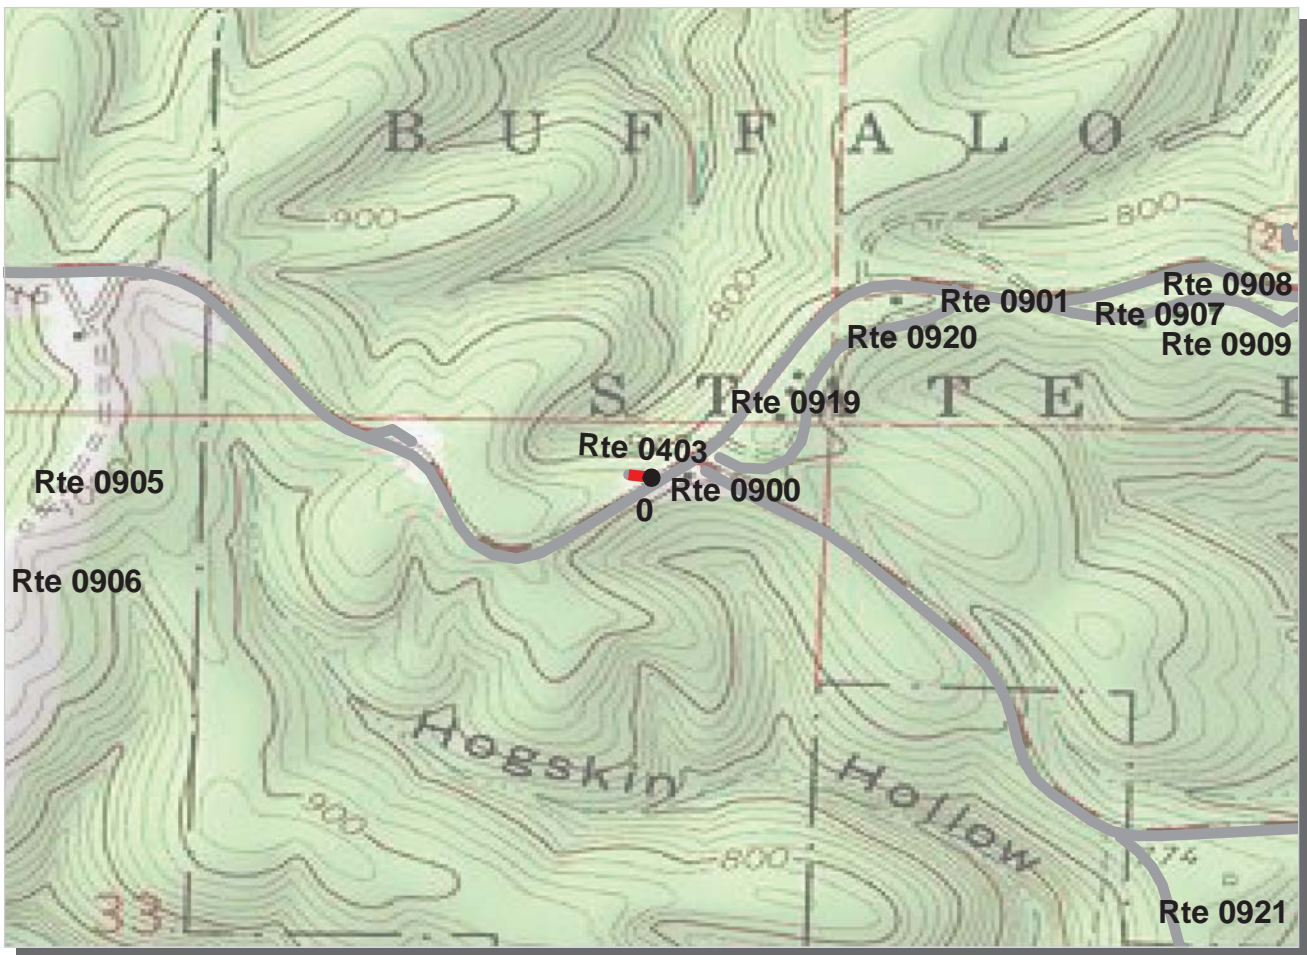 B U F F A L O
900
800
Rte 0908
Rte 0901
Rte 0907
800
Rte 0920
Rte 0909
S T A T E
Rte 0919
Rte 0403
Rte 0905
Rte 0900
0
Rte 0906
Hogskin Hollow
900
800
74
33
Rte 0921